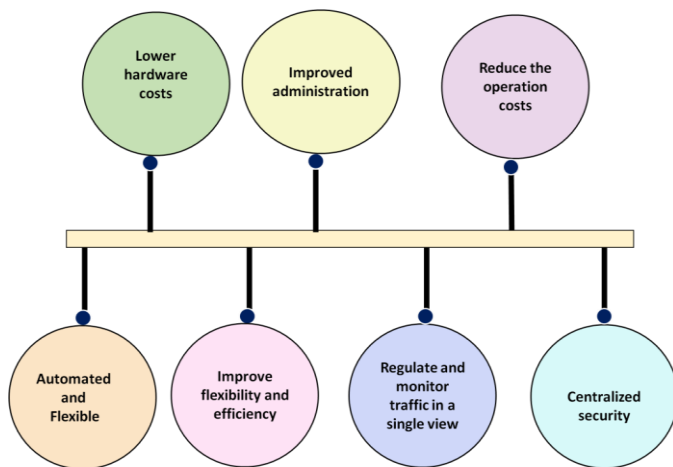 Lower
hardware
costs
Improved
administration
Reduce the
operation
costs
Automated
and
Flexible
Improve
flexibility and
efficiency
Regulate and
monitor
traffic in a
single view
Centralized
security